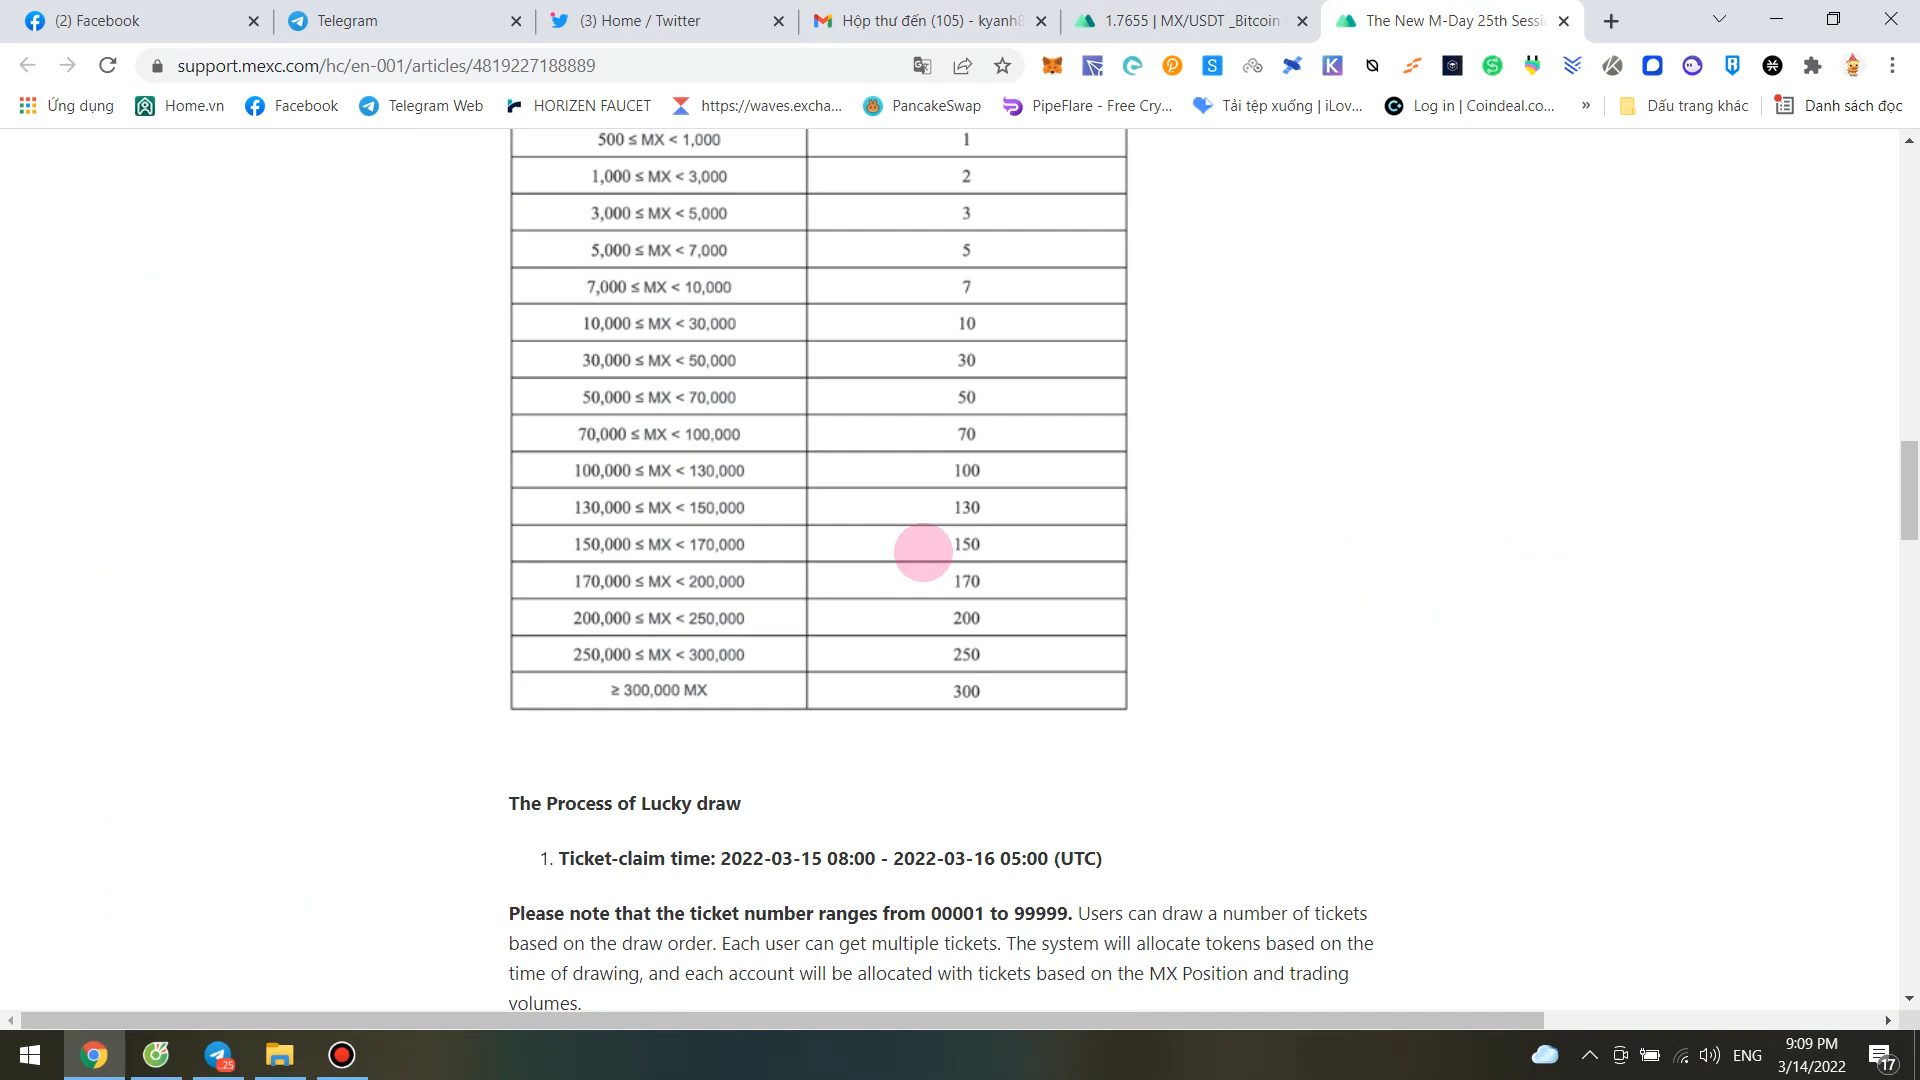 (2) Facebook
Telegram
(3) Home / Twitter
Hộp thư đến (105) - kyanh8
1.7655 | MX/USDT _Bitcoin
The New M-Day 25th Sessi
support.mexc.com/hc/en-001/articles/4819227188889
Ứng dụng
Home.vn
Facebook
Telegram Web
HORIZEN FAUCET
https://waves.excha...
PancakeSwap
PipeFlare - Free Cry...
Tải tệp xuống | iLov...
Log in | Coindeal.co...
»
Dấu trang khác
Danh sách đọc
500 ≤ MX < 1,000 1
1,000 ≤ MX < 3,000 2
3,000 ≤ MX < 5,000 3
5,000 ≤ MX < 7,000 5
7,000 ≤ MX < 10,000 7
10,000 ≤ MX < 30,000 10
30,000 ≤ MX < 50,000 30
50,000 ≤ MX < 70,000 50
70,000 ≤ MX < 100,000 70
100,000 ≤ MX < 130,000 100
130,000 ≤ MX < 150,000 130
150,000 ≤ MX < 170,000 150
170,000 ≤ MX < 200,000 170
200,000 ≤ MX < 250,000 200
250,000 ≤ MX < 300,000 250
≥ 300,000 MX 300
The Process of Lucky draw
1. Ticket-claim time: 2022-03-15 08:00 - 2022-03-16 05:00 (UTC)
Please note that the ticket number ranges from 00001 to 99999. Users can draw a number of tickets
based on the draw order. Each user can get multiple tickets. The system will allocate tokens based on the
time of drawing, and each account will be allocated with tickets based on the MX Position and trading
volumes.
.25
ENG
9:09 PM
3/14/2022
17